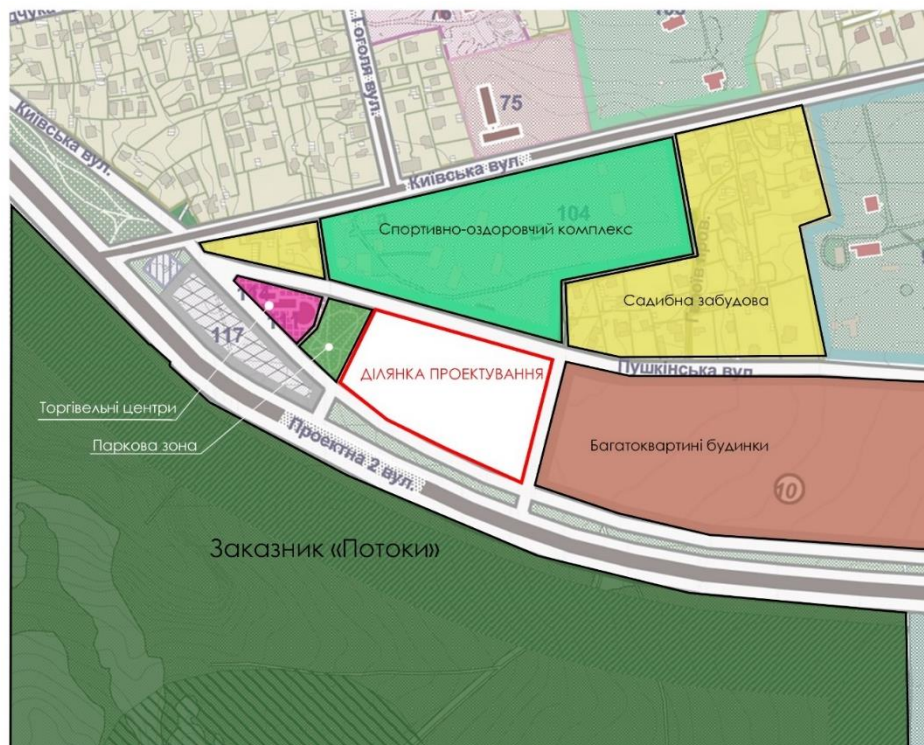 Гоголя вул.
75
Київська вул.
Київська вул.
104
Спортивно-оздоровчий комплекс
Садибна забудова
117
ДІЛЯНКА ПРОЕКТУВАННЯ
Пушкінська вул.
Торгівельні центри
Паркова зона
Багатоквартині будинки
Проектна 2 вул.
10
Заказник «Потоки»